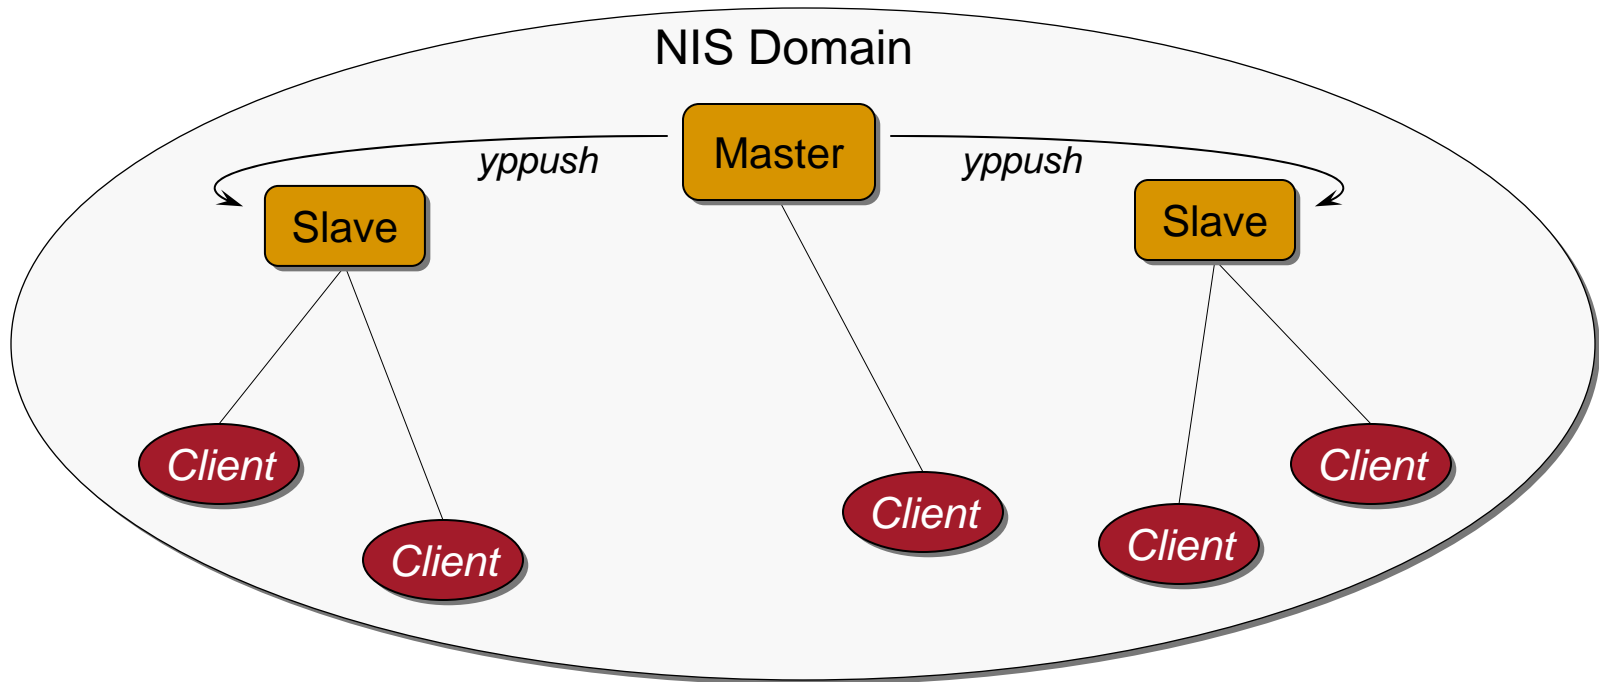 NIS Domain
Master
yppush
yppush
Slave
Slave
Client
Client
Client
Client
Client